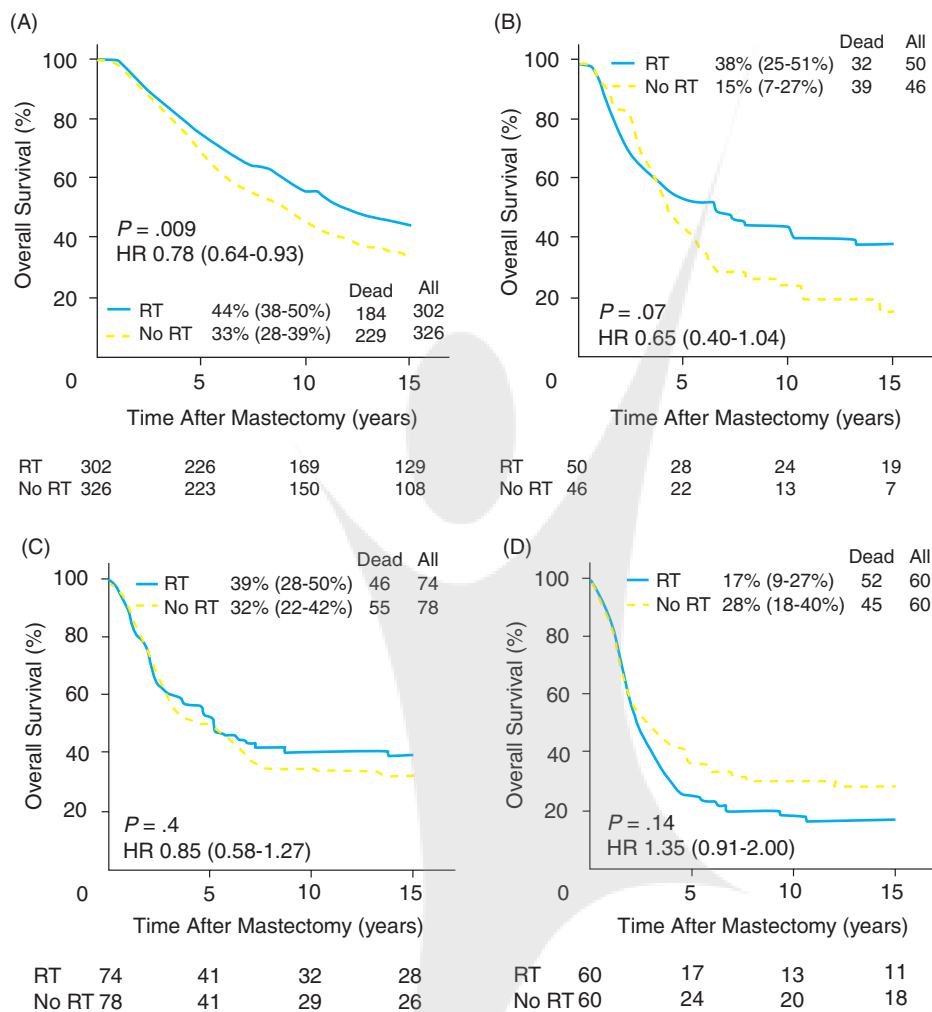 (A)
Overall Survival (%)
100
80
60
40
20
0
P = .009
HR 0.78 (0.64-0.93)
Dead All
RT 44% (38-50%) 184 302
No RT 33% (28-39%) 229 326
5 10 15
Time After Mastectomy (years)
RT 302 226 169 129
No RT 326 223 150 108
(B)
Overall Survival (%)
Dead All
RT 38% (25-51%) 32 50
No RT 15% (7-27%) 39 46
100
80
60
40
20
0
P = .07
HR 0.65 (0.40-1.04)
5 10 15
Time After Mastectomy (years)
RT 50 28 24 19
No RT 46 22 13 7
(C)
Overall Survival (%)
Dead All
RT 39% (28-50%) 46 74
No RT 32% (22-42%) 55 78
100
80
60
40
20
0
P = .4
HR 0.85 (0.58-1.27)
5 10 15
Time After Mastectomy (years)
RT 74 41 32 28
No RT 78 41 29 26
(D)
Overall Survival (%)
Dead All
RT 17% (9-27%) 52 60
No RT 28% (18-40%) 45 60
100
80
60
40
20
0
P = .14
HR 1.35 (0.91-2.00)
5 10 15
Time After Mastectomy (years)
RT 60 17 13 11
No RT 60 24 20 18